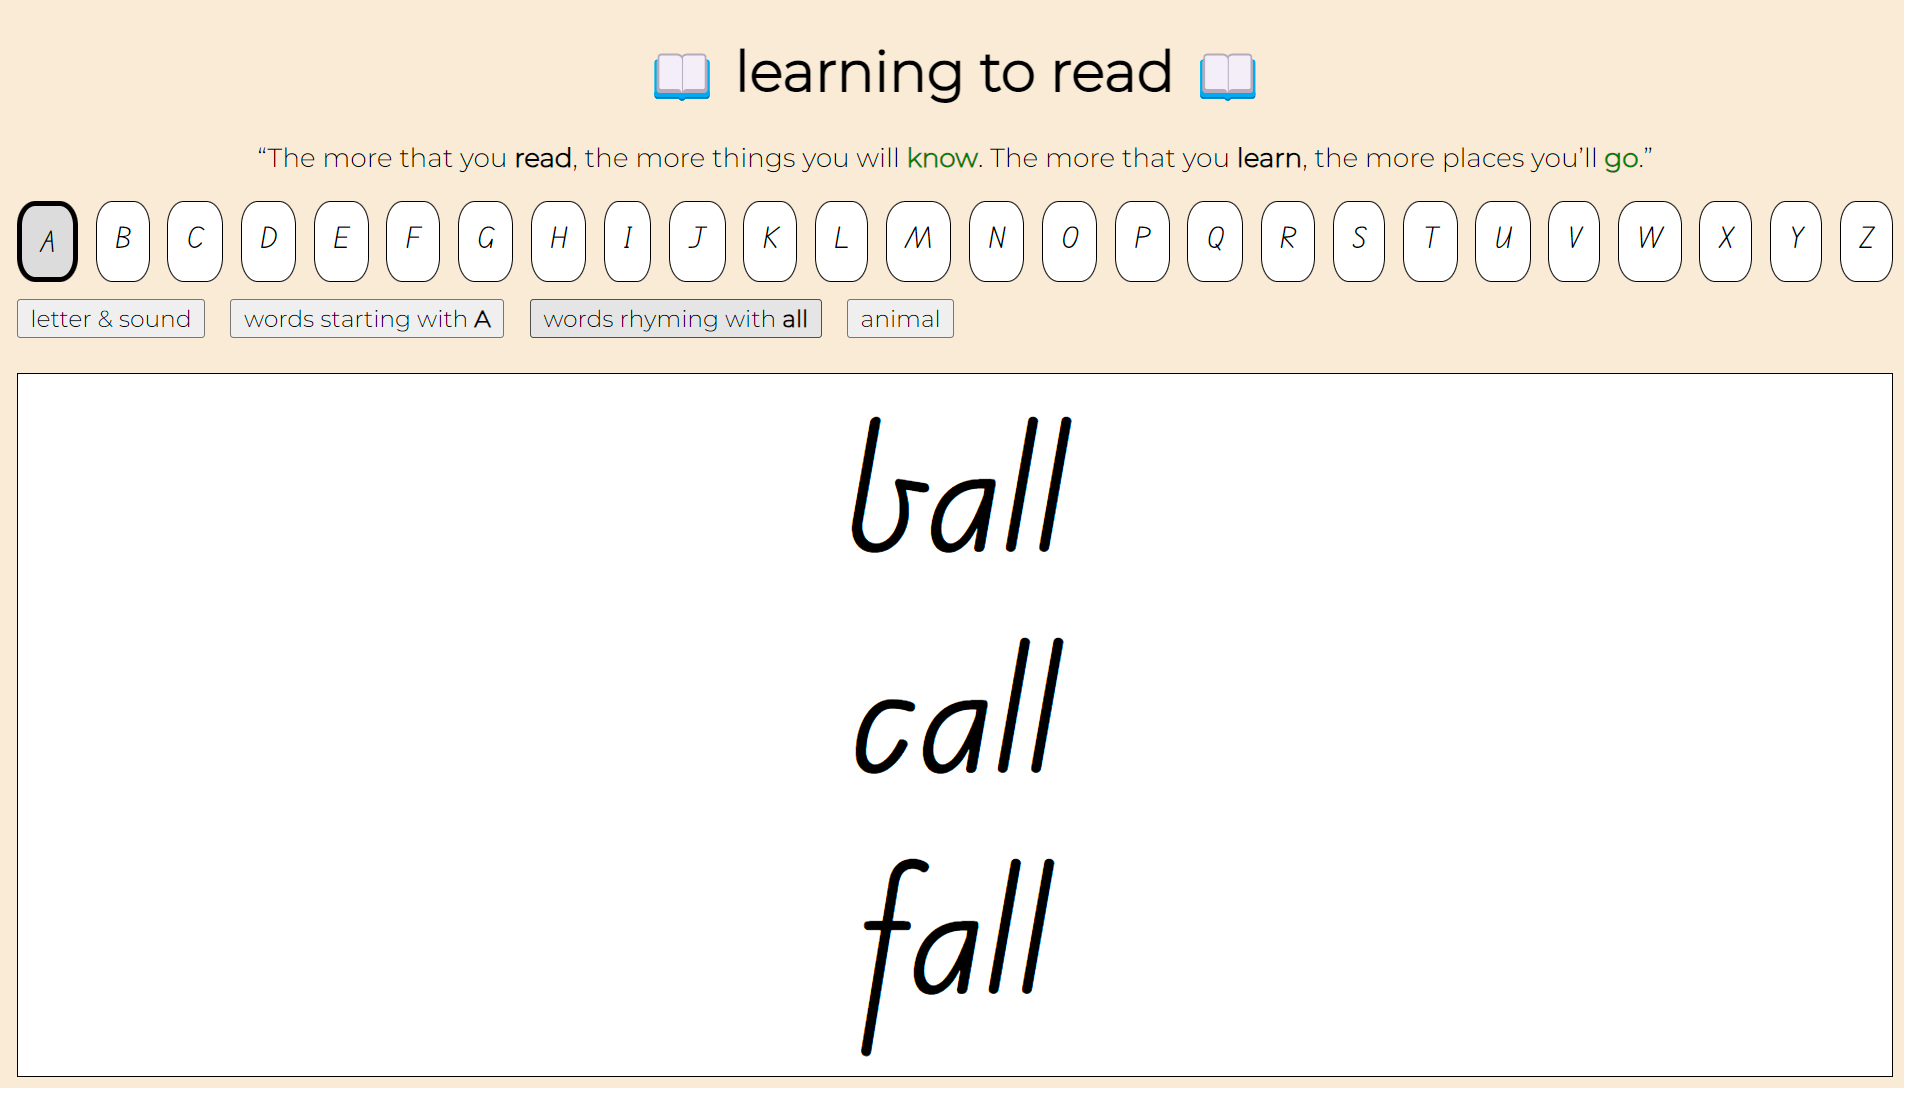 📖 learning to read 📖
“The more that you read, the more things you will know. The more that you learn, the more places you’ll go.”
A B C D E F G H I J K L M N O P Q R S T U V W X Y Z
letter & sound words starting with A words rhyming with all animal
ball
call
fall